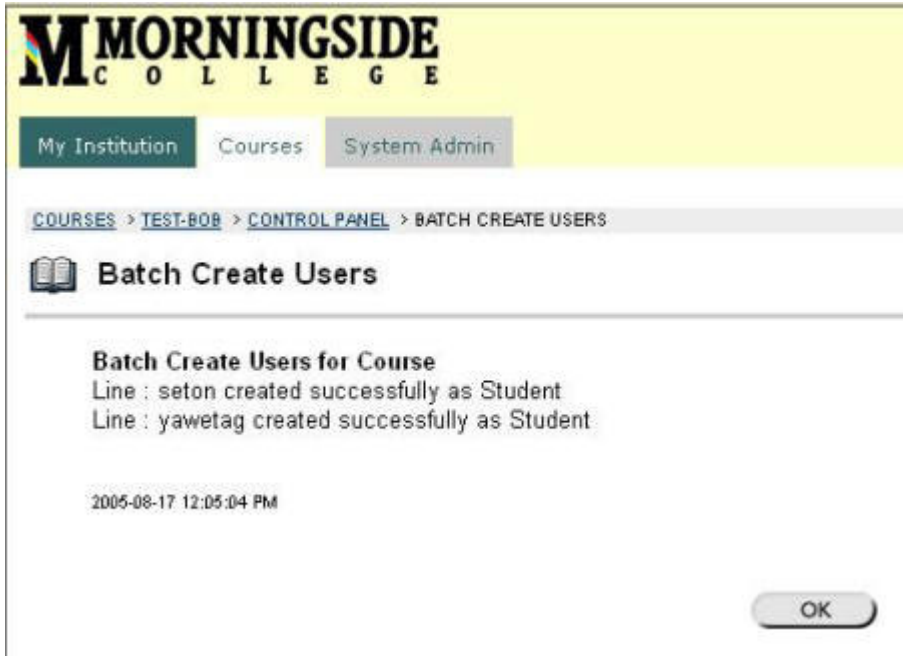 MORNINGSIDE
COLLEGE
My Institution Courses System Admin
COURSES > TEST-BOB > CONTROL PANEL > BATCH CREATE USERS
Batch Create Users
Batch Create Users for Course
Line : seton created successfully as Student
Line : yawetag created successfully as Student
2005-08-17 12:05:04 PM
OK